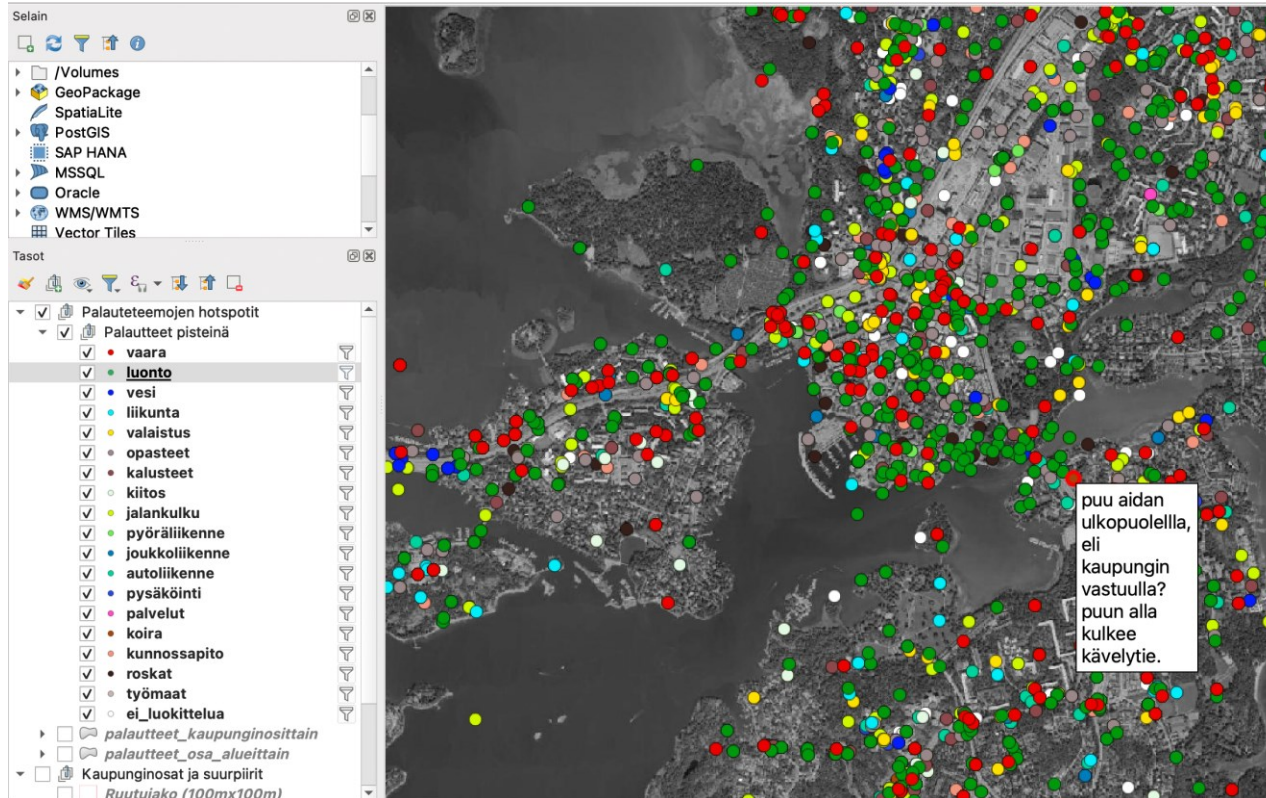 Selain
/Volumes
GeoPackage
SpatiaLite
PostGIS
SAP HANA
MSSQL
Oracle
WMS/WMTS
Vector Tiles
Tasot
Palauteteemojen hotspotit
Palautteet pisteinä
vaara
luonto
vesi
liikunta
valaistus
opasteet
kalusteet
kiitos
jalankulku
pyöräliikenne
joukkoliikenne
autoliikenne
pysäköinti
palvelut
koira
kunnossapito
roskat
työmaat
ei_luokittelua
palautteet_kaupunginosittain
palautteet_osa_alueittain
Kaupunginosat ja suurpiirit
Ruutujako (100mx100m)
puu aidan
ulkopuolellla,
eli
kaupungin
vastuulla?
puun alla
kulkee
kävelytie.